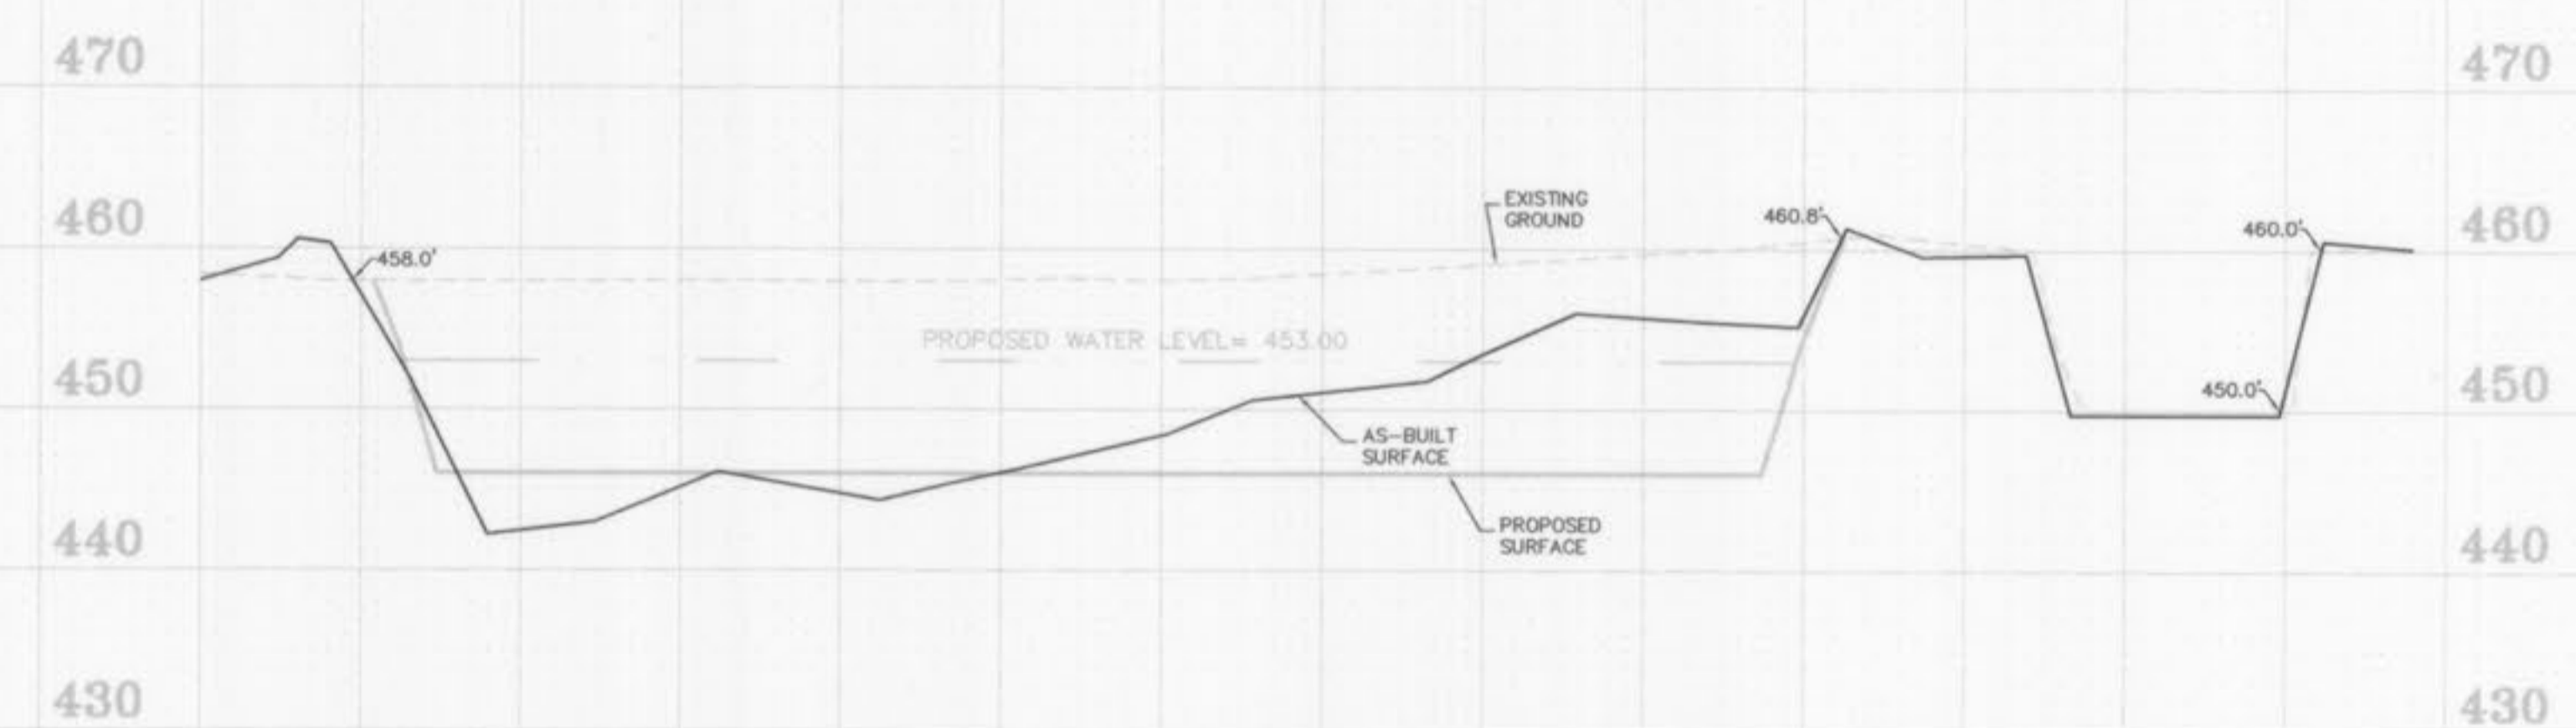 470
470
EXISTING
GROUND
460
460.8'
460.0'
460
458.0'
PROPOSED WATER LEVEL= 453.00
450
450.0'
450
AS-BUILT
SURFACE
PROPOSED
SURFACE
440
440
430
430